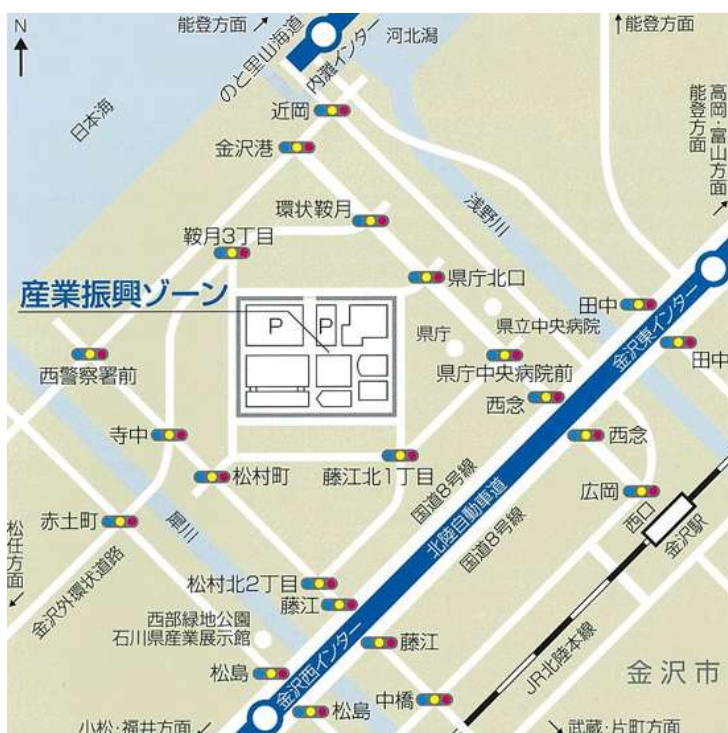 N
能登方面
のと里山海道
内灘インター
河北潟
能登方面
日本海
近岡
高岡・富山方面
能登方面
金沢港
浅野川
環状鞍月
鞍月3丁目
県庁北口
産業振興ゾーン
P
P
県庁
県立中央病院
田中
金沢東インター
田中
西警察署前
県庁中央病院前
西念
西念
寺中
松村町
藤江北1丁目
国道8号線
北陸自動車道
国道8号線
広岡
西口
金沢駅
赤土町
犀川
松任方面
金沢外環状道路
松村北2丁目
藤江
西部緑地公園
石川県産業展示館
藤江
松島
金沢西インター
JR北陸本線
金沢市
中橋
松島
小松・福井方面
武蔵・片町方面